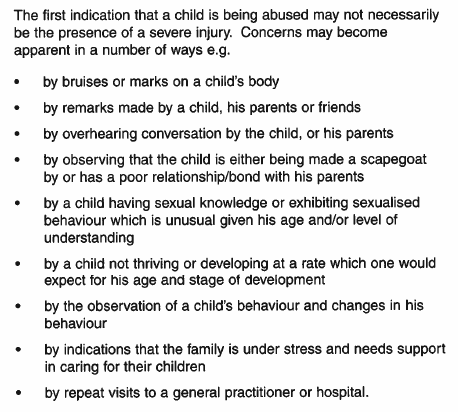 The first indication that a child is being abused may not necessarily
be the presence of a severe injury. Concerns may become
apparent in a number of ways e.g.
• by bruises or marks on a child's body
• by remarks made by a child, his parents or friends
• by overhearing conversation by the child, or his parents
• by observing that the child is either being made a scapegoat
by or has a poor relationship/bond with his parents
• by a child having sexual knowledge or exhibiting sexualised
behaviour which is unusual given his age and/or level of
understanding
• by a child not thriving or developing at a rate which one would
expect for his age and stage of development
• by the observation of a child's behaviour and changes in his
behaviour
• by indications that the family is under stress and needs support
in caring for their children
• by repeat visits to a general practitioner or hospital.